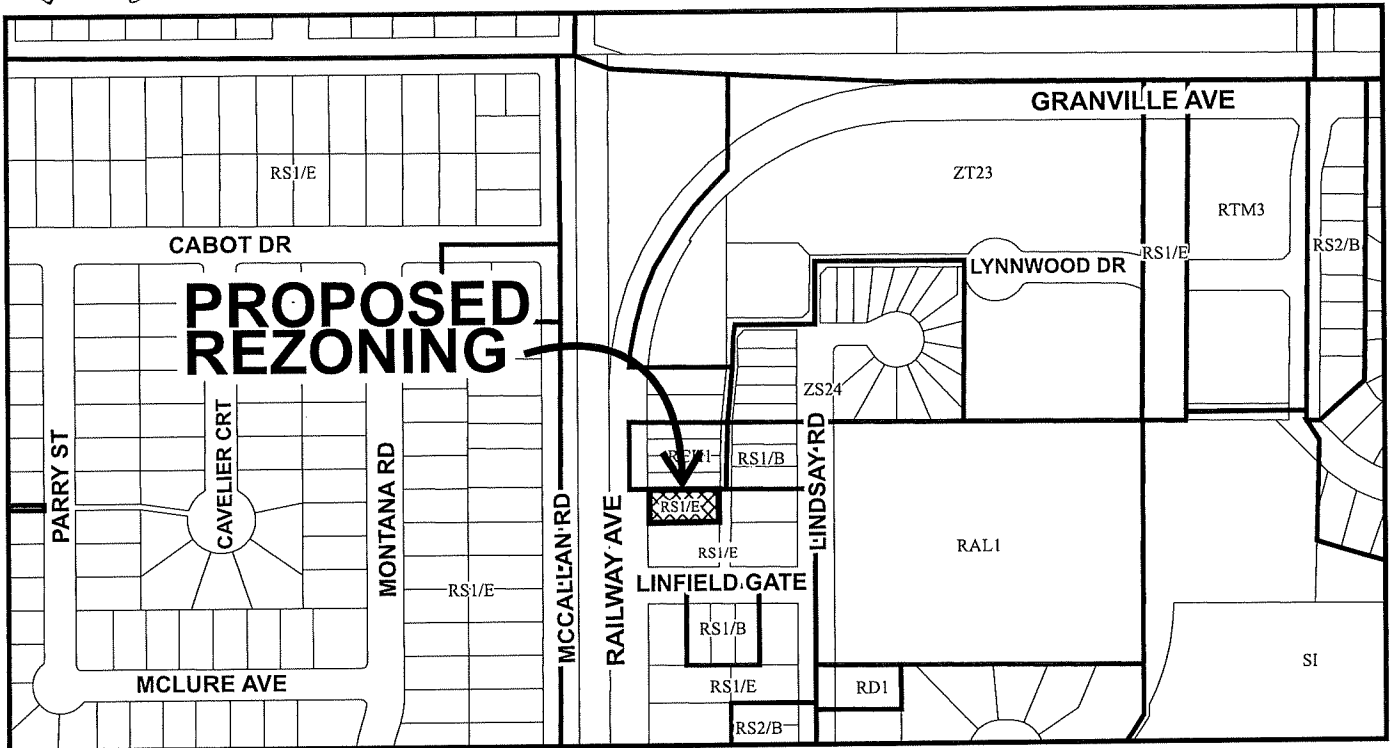 GRANVILLE AVE
RS1/E
ZT23
RTM3
CABOT DR
RS1/E
RS2/B
LYNNWOOD DR
PROPOSED
REZONING
ZS24
PARRY ST
CAVELIER CRT
MONTANA RD
MCCALLAN RD
RAILWAY AVE
LINDSAY RD
RS1/B
RS1/E
RS1/E
RAL1
LINFIELD GATE
RS1/E
RS1/B
MCLURE AVE
RS1/E
RD1
SI
RS2/B